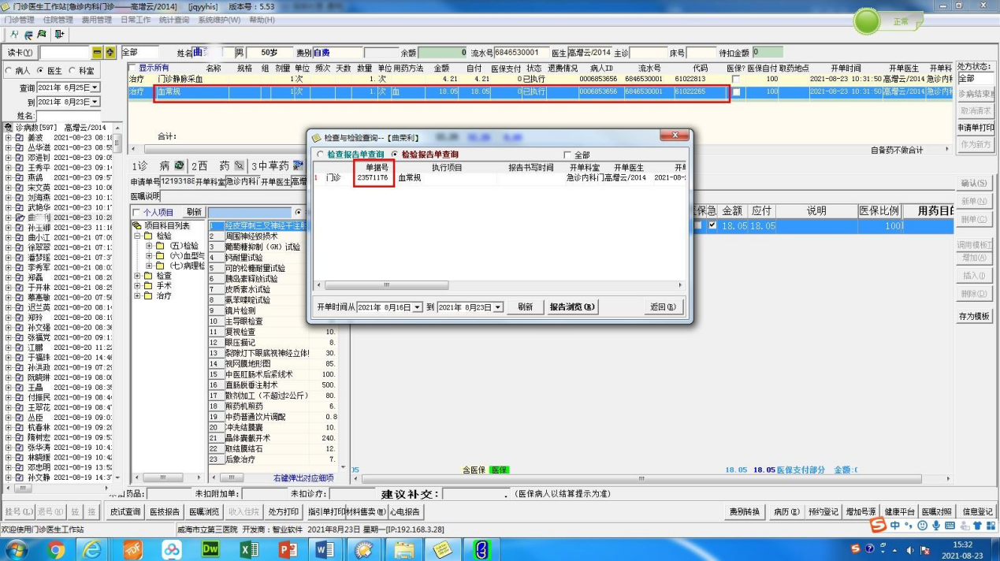 门诊医生工作站[急诊内科门诊——高增云/2014] [jqyyhis] 版本号：5.53
门诊管理 住院管理 费用管理 日常工作 统计查询 系统维护(W) 帮助(H)
正常
读卡(Y) 全部 姓名 曲 男 50岁 费别 自费 余额 0 流水号 6846530001 医生 高增云/2014 主诊 床号 待扣金额 0
病人 医生 科室
查询 2021年 6月25日
到 2021年 8月23日
姓名:
显示所有 名称 规格 组 剂量 单位 频次 天数 数量 单位 用药方法 金额 自付 医保支付 状态 退费情况 病人ID 流水号 代码 医保? 医保自付 取药地点 开单时间 开单医生 开单科
治疗 门诊静脉采血 1 次 1. 次 4.21 4.21 0 已执行 0006853656 6846530001 61022813 100 2021-08-23 10:31:50 高增云/2014 急诊内科
治疗 血常规 1 次 1. 次 血 18.05 18.05 0 已执行 0006853656 6846530001 61022265 100 2021-08-23 10:31:50 高增云/2014 急诊内科
合计:
自备药不做合计
处方状态:
全部
诊病结束
取消请求
申请单打印
作为新方
诊病数[597] 高增云/2014
姜波 2021-08-23 08:1
丛华滋 2021-08-23 08:5
邓进钊 2021-08-23 09:0
王秀平 2021-08-23 09:1
燕鸽 2021-08-23 09:5
宋文英 2021-08-23 10:0
刘海燕 2021-08-23 10:1
武艳华 2021-08-23 10:1
曲 利 2021-08-23 10:28
孙玉卿 2021-08-23 11:1
曲小江 2021-08-21 07:0
徐翠翠 2021-08-21 07:1
潘梦瑶 2021-08-21 07:3
李秀军 2021-08-21 08:0
郑磊 2021-08-21 08:2
于开林 2021-08-21 08:2
蔡惠敏 2021-08-20 07:5
迟兰英 2021-08-20 08:1
郑玲 2021-08-20 08:1
孙文强 2021-08-20 08:3
张福党 2021-08-20 09:1
江鹏 2021-08-20 11:2
于福珠 2021-08-20 14:4
孙洪政 2021-08-19 07:2
阮晓琳 2021-08-19 08:0
王晶 2021-08-19 08:3
付振民 2021-08-19 08:4
王翠花 2021-08-19 08:4
丛臣 2021-08-19 09:0
杭春林 2021-08-19 09:2
隋树宏 2021-08-19 09:5
张华涛 2021-08-19 10:4
林晓媛 2021-08-19 10:4
邓忠明 2021-08-19 13:5
孙文静 2021-08-19 14:3
1诊 病 2西 药 3中草药
申请单号 12193188 开单科室 急诊内科门 开单医生 高增
医嘱说明
个人项目 刷新
项目科目列表
检验
(五)检验
(六)血型与
(七)病理检
检查
手术
治疗
1 经皮穿刺三叉神经干注射
2 周围神经毁损术
3 葡萄糖抑制（GH）试验
4 钙耐量试验
5 可的松糖耐量试验
6 胰岛素释放试验
7 皮质素水试验
8 氨苯喋啶试验
9 镜片检测
10 主导眼检查
11 复视检查 10.
12 眼压描记 8.
13 裂隙灯下眼底视神经立体! 30.
14 视网膜地形图 85.
15 中医肛肠术后紧线术 100.
16 直肠脱垂注射术 500.
17 散剂加工（不超过2公斤） 80.
18 煎药机煎药 6.
19 中药普通饮片调配 0.8
20 冲洗结膜囊 10.
21 晶体囊截开术 240.
22 取结膜结石 12.
23 后象治疗 7.
右键弹出对应细项
检查与检验查询--【曲荣利】
检查报告单查询 检验报告单查询 全部
单据号 执行项目 报告书写时间 开单科室 开单医生 开
1 门诊 23571176 血常规 急诊内科门 高增云/2014 2021-08-
开单时间从 2021年 8月16日 到 2021年 8月23日 刷新 报告浏览(B) 返回(R)
保 急 金额 应付 说明 医保比例 用药目的
18.05 18.05 100
确认(S)
新单(N)
删单(C)
调用模板
增加(A)
插入(I)
删除(D)
存为模板
含医保 医保 18.05 18.05 医保支付部分 金额:(
药品: 未扣附加单: 未扣诊疗: 建议补交: . (医保病人以结算提示为准)
挂号(L) 退号(H) 皮试查询 医技报告 医嘱浏览 收入住院 处方打印 指引单打印 材料售卖(W) 心电报告 费别转换 病历(E) 预约登记 增加号源 健康平台 医嘱对照 信息登记
欢迎使用门诊医生工作站 威海市立第三医院 开发商：智业软件 2021年8月23日 星期一[IP:192.168.3.28]
中
15:32
2021-08-23